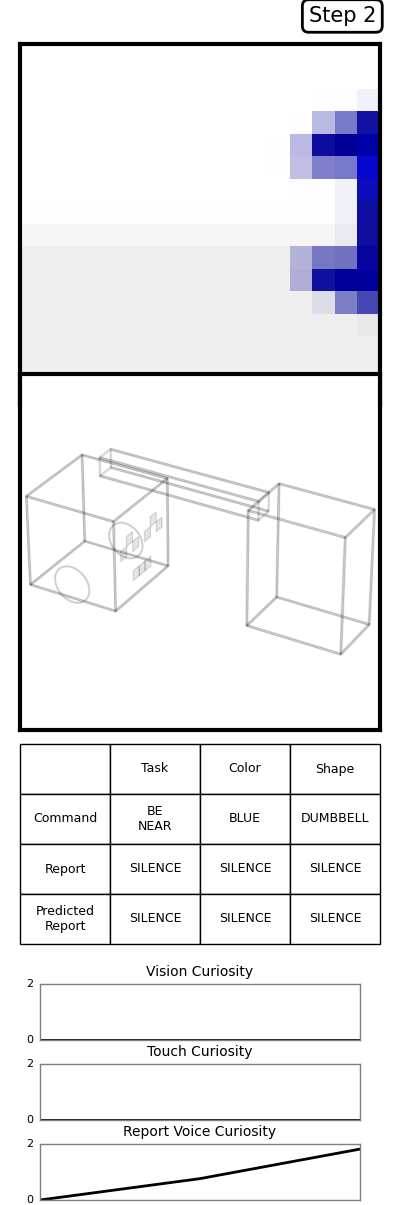 Step 2
Task Color Shape
Command BE NEAR BLUE DUMBBELL
Report SILENCE SILENCE SILENCE
Predicted Report SILENCE SILENCE SILENCE
Vision Curiosity
2
0
Touch Curiosity
2
0
Report Voice Curiosity
2
0